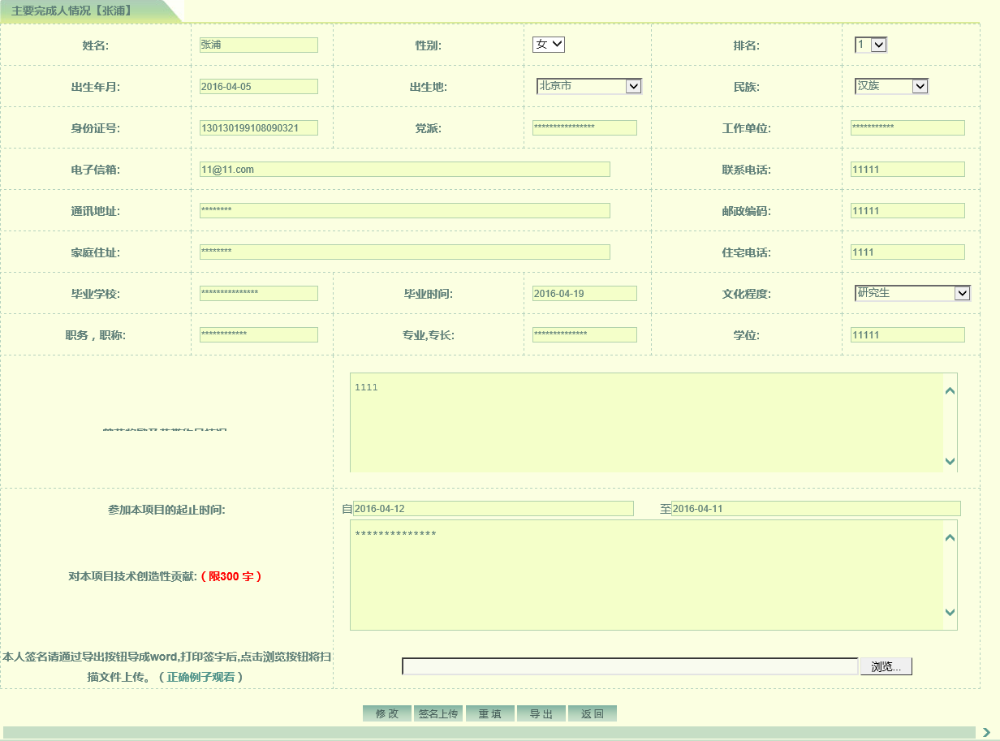 主要完成人情况【张浦】
姓名: 张浦 性别: 女 排名: 1
出生年月: 2016-04-05 出生地: 北京市 民族: 汉族
身份证号: 130130199108090321 党派: **************** 工作单位: ***********
电子信箱: 11@11.com 联系电话: 11111
通讯地址: ******** 邮政编码: 11111
家庭住址: ******** 住宅电话: 1111
毕业学校: *************** 毕业时间: 2016-04-19 文化程度: 研究生
职务，职称: ************ 专业,专长: ************** 学位: 11111
1111
参加本项目的起止时间: 自2016-04-12 至2016-04-11
**************
对本项目技术创造性贡献:（限300 字）
本人签名请通过导出按钮导成word,打印签字后,点击浏览按钮将扫
描文件上传。（正确例子观看） 浏览...
修 改 签名上传 重 填 导 出 返 回